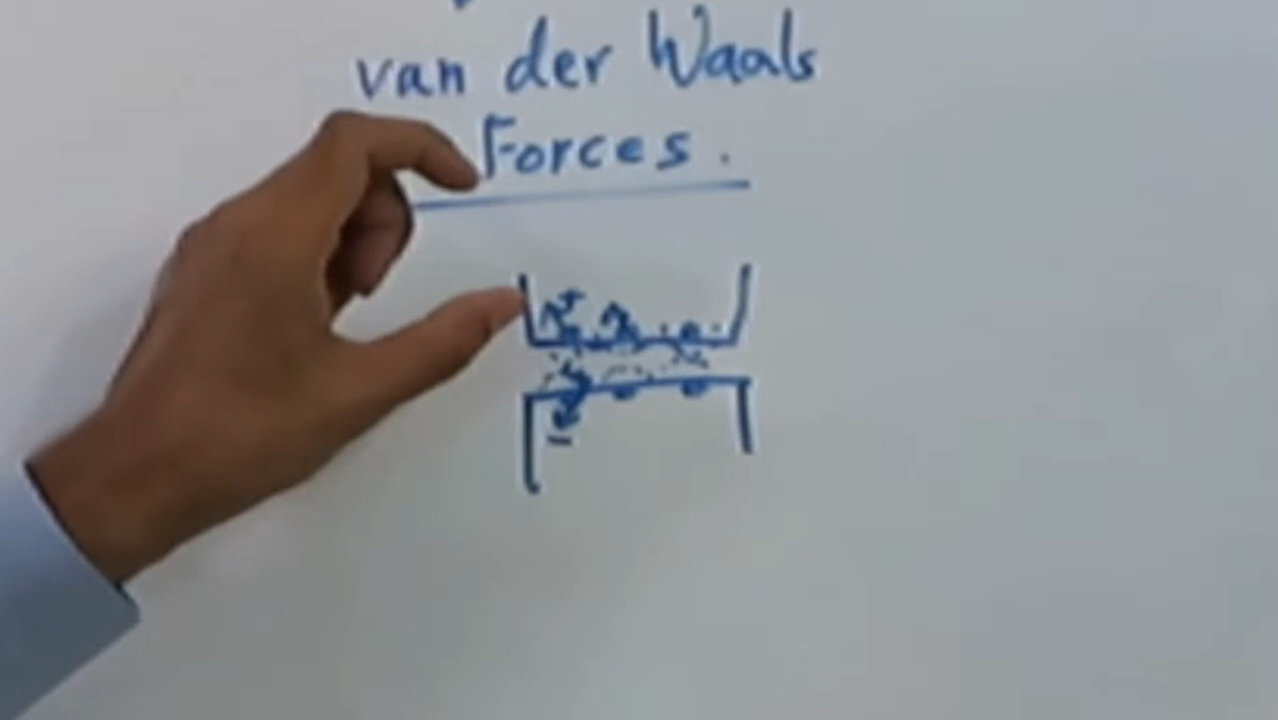 van der Waals
Forces.
+
-